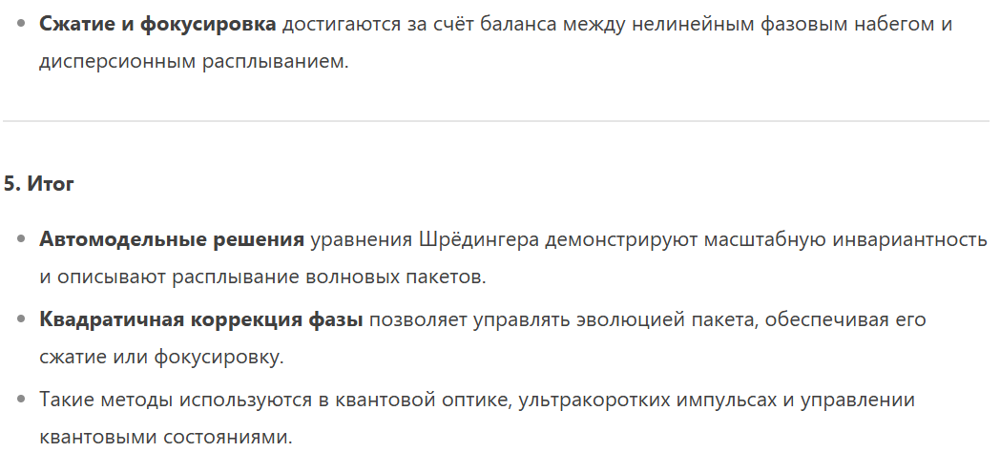 Сжатие и фокусировка достигаются за счёт баланса между нелинейным фазовым набегом и
дисперсионным расплыванием.
5. Итог
Автомодельные решения уравнения Шрёдингера демонстрируют масштабную инвариантность
и описывают расплывание волновых пакетов.
Квадратичная коррекция фазы позволяет управлять эволюцией пакета, обеспечивая его
сжатие или фокусировку.
Такие методы используются в квантовой оптике, ультракоротких импульсах и управлении
квантовыми состояниями.